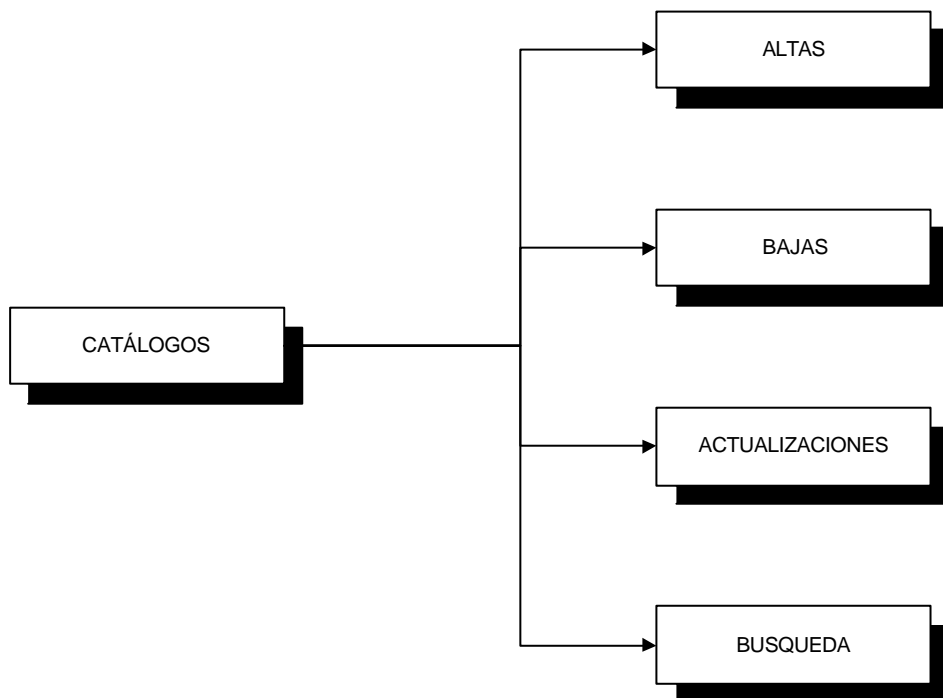 ALTAS
BAJAS
CATÁLOGOS
ACTUALIZACIONES
BUSQUEDA